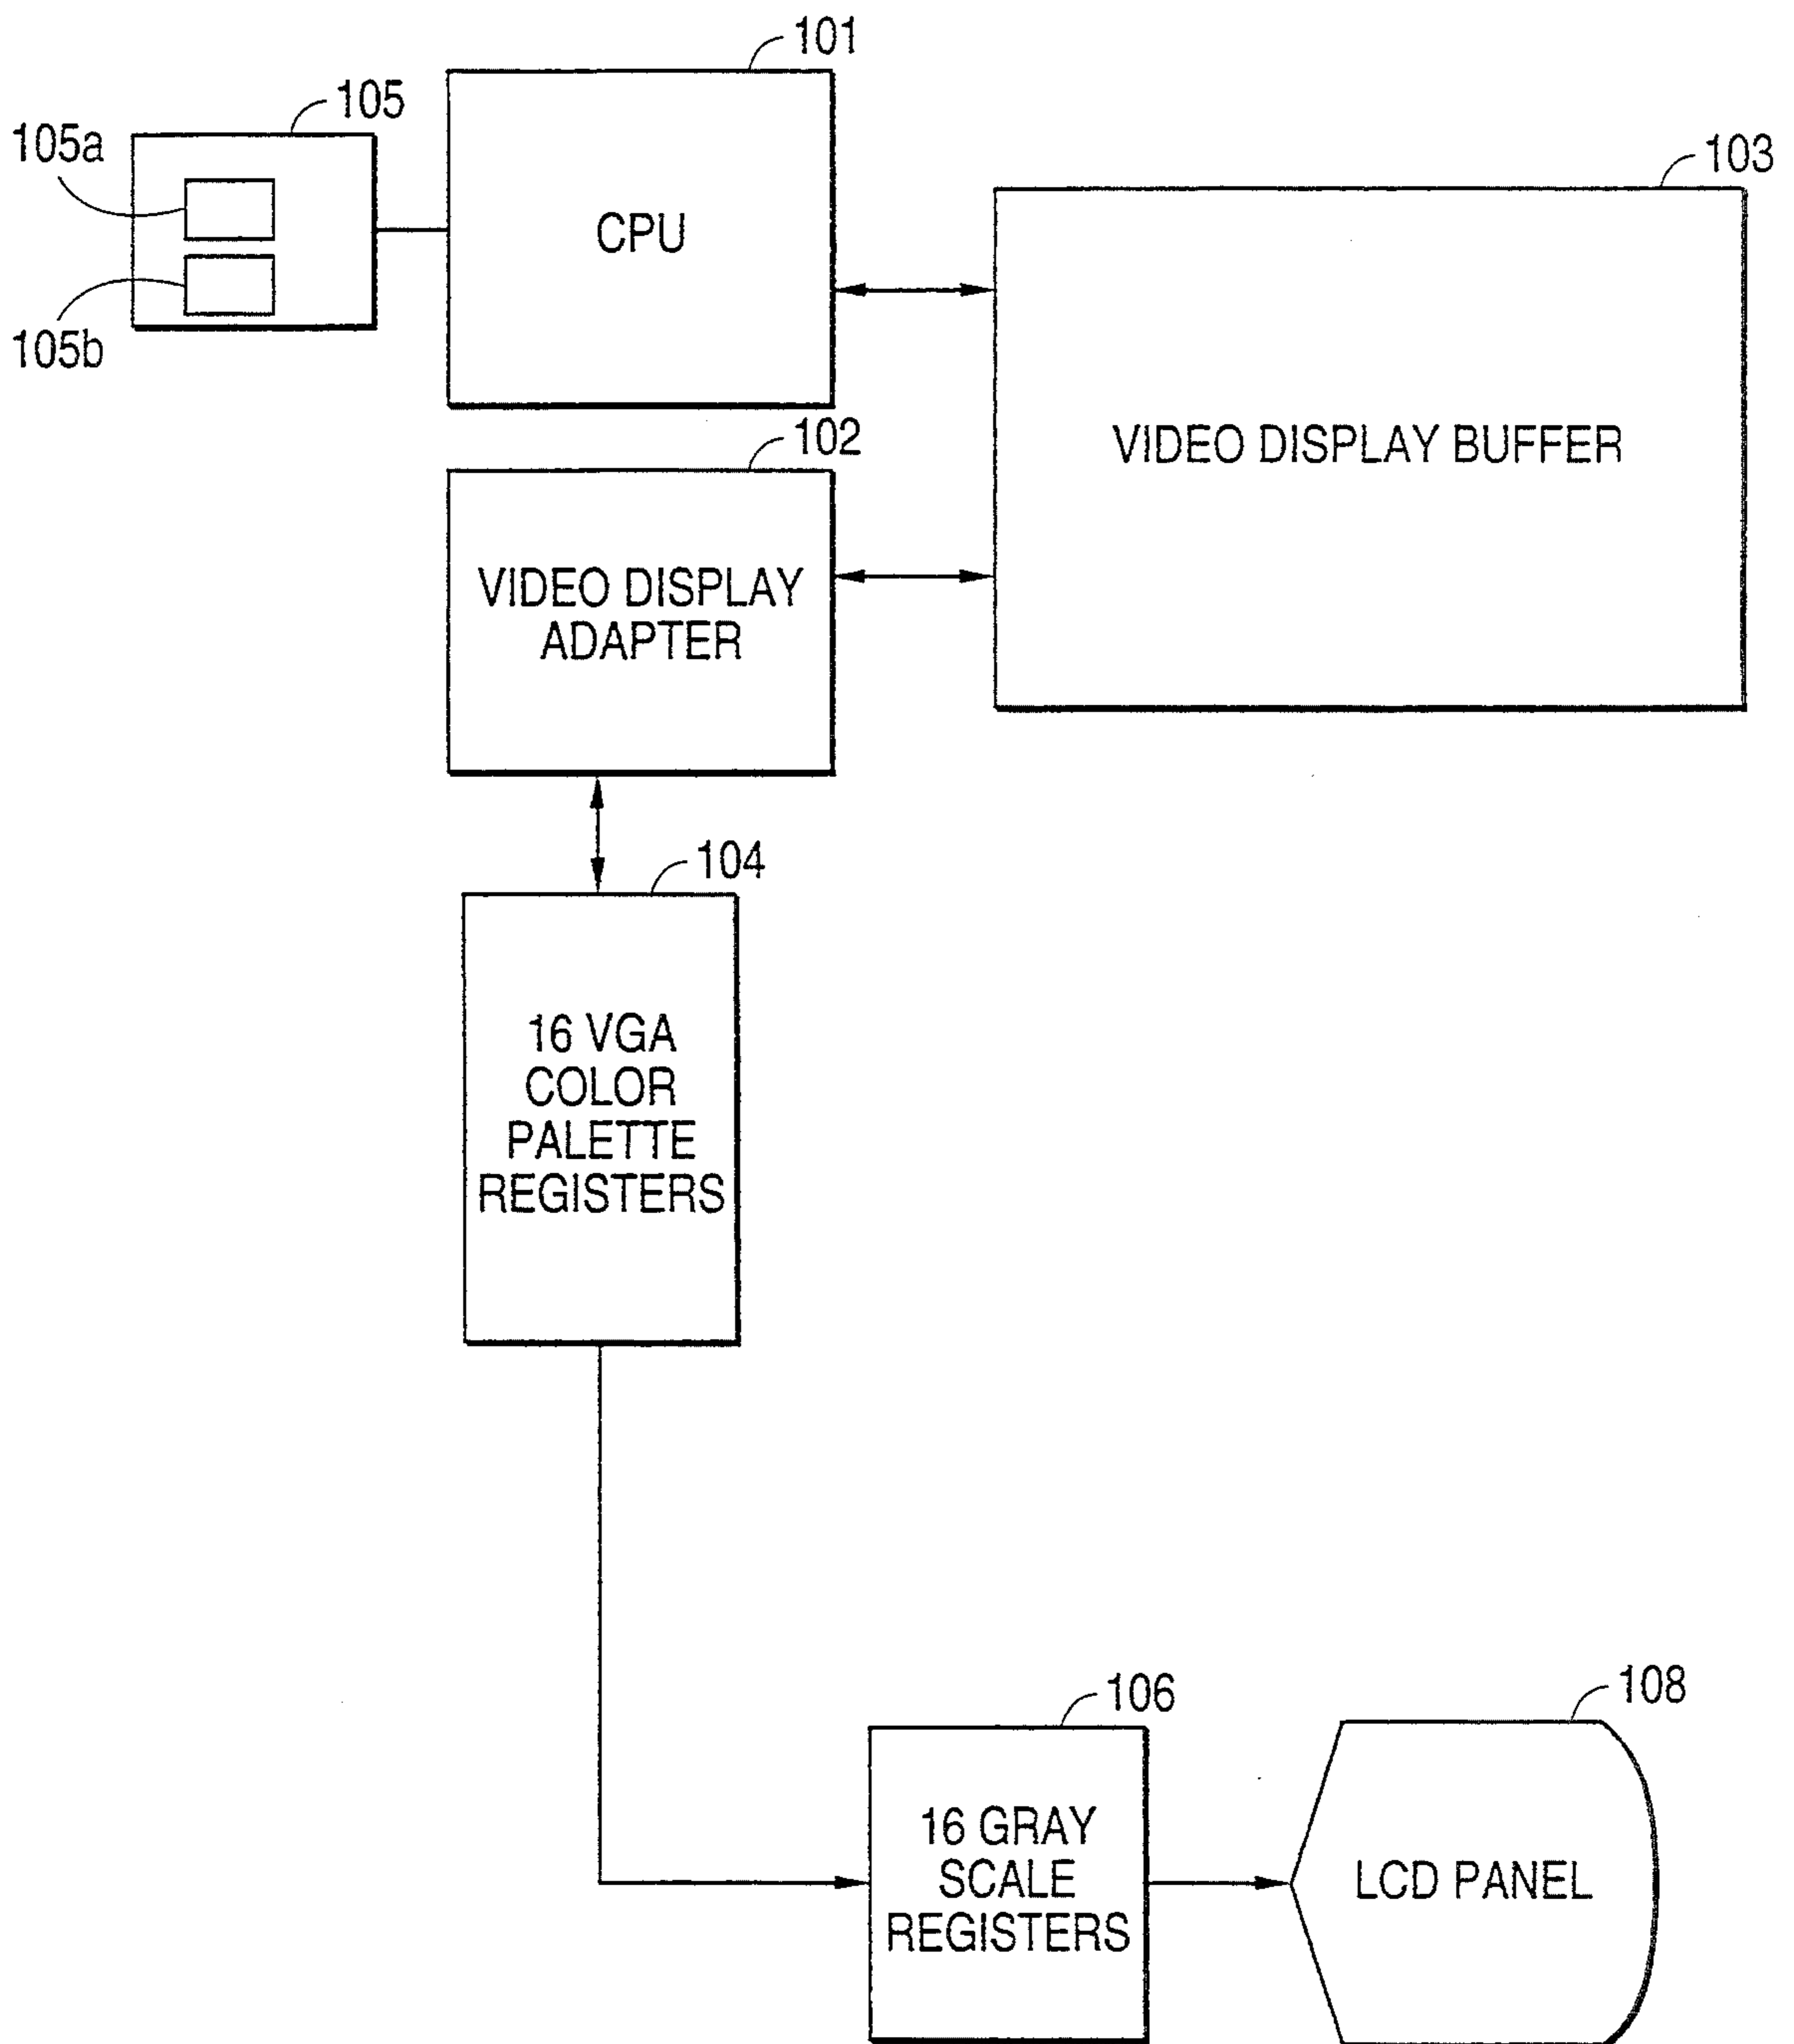 101
105
105a
103
CPU
105b
102
VIDEO DISPLAY BUFFER
VIDEO DISPLAY
ADAPTER
104
16 VGA
COLOR
PALETTE
REGISTERS
106
108
16 GRAY
SCALE
REGISTERS
LCD PANEL